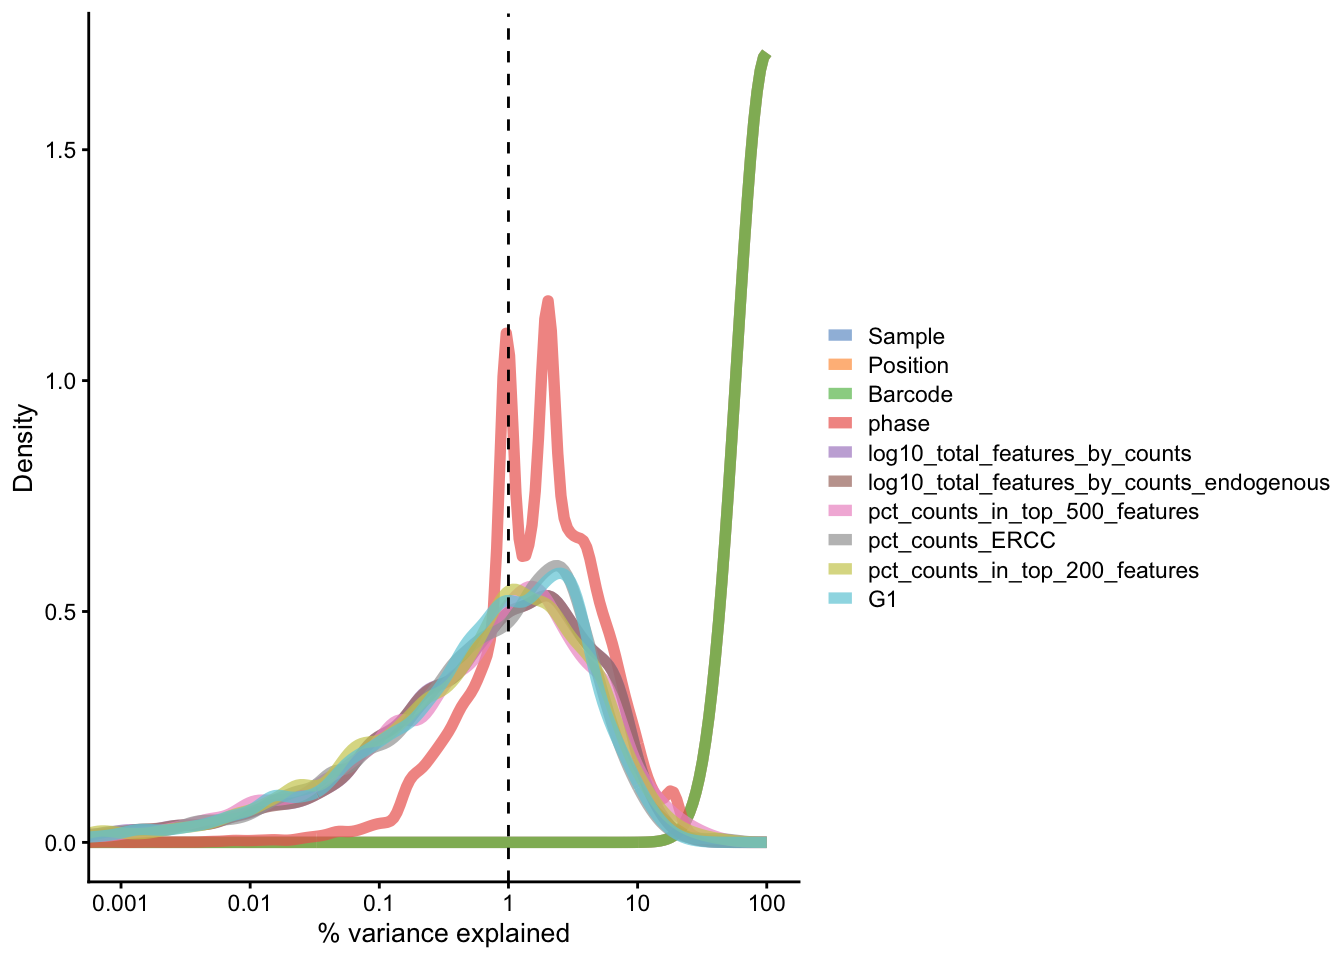 1.5
1.0
0.5
0.0
Density
0.001 0.01 0.1 1 10 100
% variance explained
Sample
Position
Barcode
phase
log10_total_features_by_counts
log10_total_features_by_counts_endogenous
pct_counts_in_top_500_features
pct_counts_ERCC
pct_counts_in_top_200_features
G1